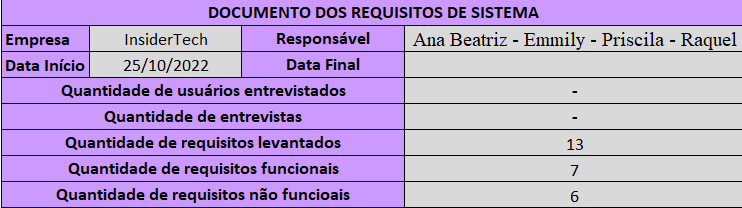 DOCUMENTO DOS REQUISITOS DE SISTEMA
Empresa InsiderTech Responsável Ana Beatriz - Emmily - Priscila - Raquel
Data Início 25/10/2022 Data Final
Quantidade de usuários entrevistados -
Quantidade de entrevistas -
Quantidade de requisitos levantados 13
Quantidade de requisitos funcionais 7
Quantidade de requisitos não funcioais 6